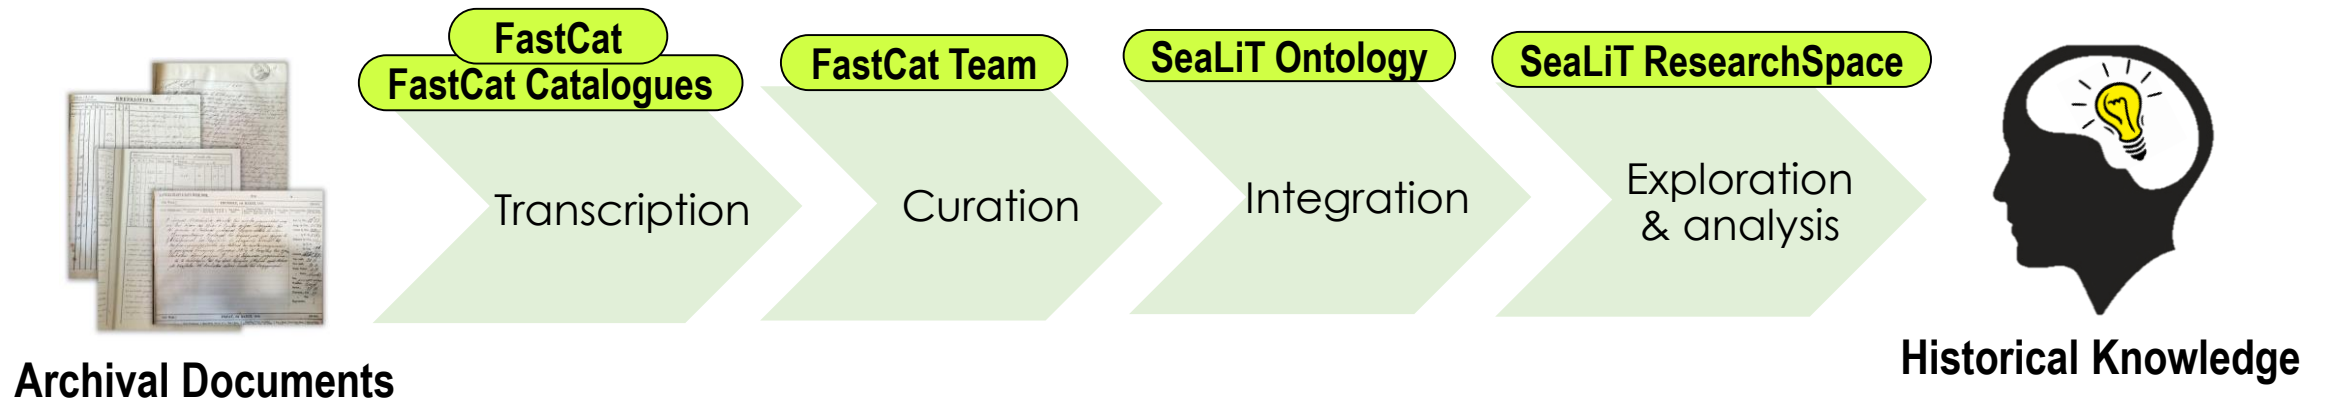 FastCat
FastCat Catalogues
FastCat Team
SeaLiT Ontology
SeaLiT ResearchSpace
Transcription
Curation
Integration
Exploration
& analysis
Archival Documents
Historical Knowledge